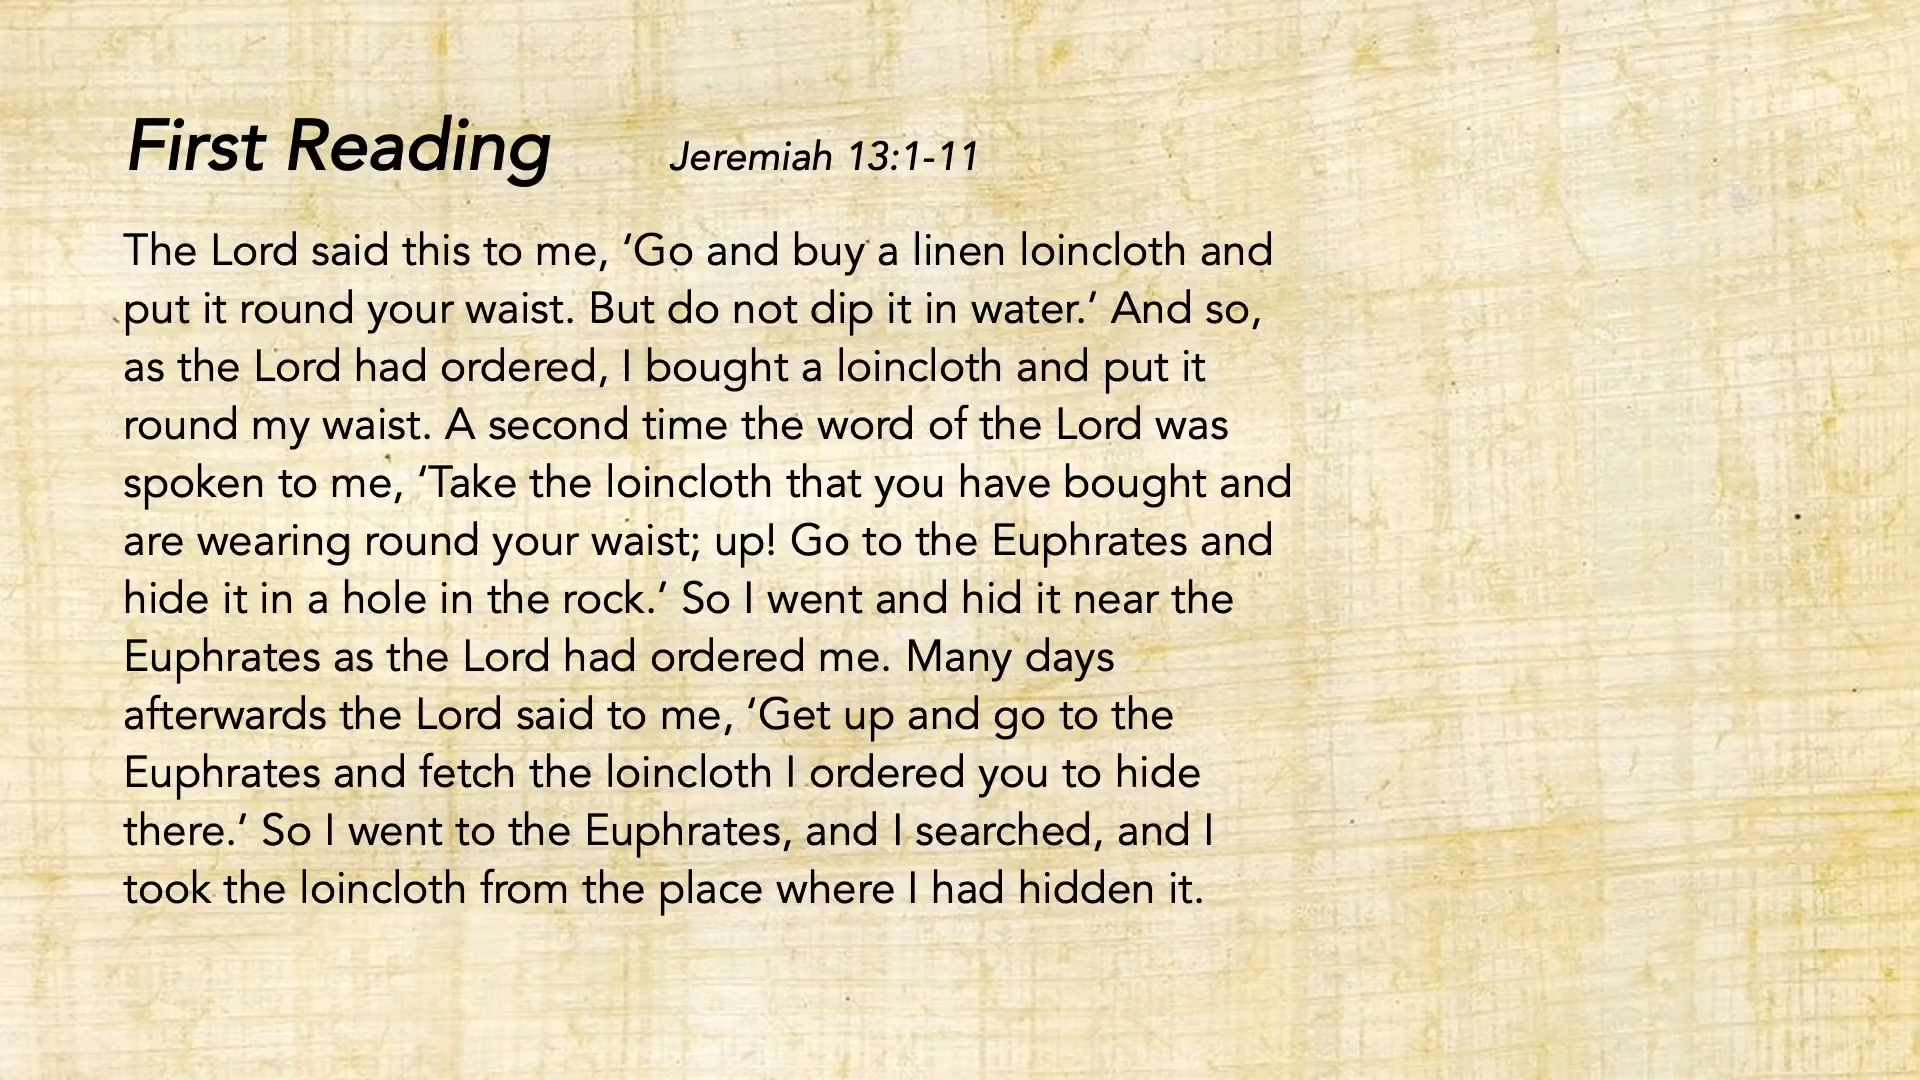 First Reading Jeremiah 13:1-11
The Lord said this to me, ‘Go and buy a linen loincloth and
put it round your waist. But do not dip it in water.’ And so,
as the Lord had ordered, I bought a loincloth and put it
round my waist. A second time the word of the Lord was
spoken to me, ‘Take the loincloth that you have bought and
are wearing round your waist; up! Go to the Euphrates and
hide it in a hole in the rock.’ So I went and hid it near the
Euphrates as the Lord had ordered me. Many days
afterwards the Lord said to me, ‘Get up and go to the
Euphrates and fetch the loincloth I ordered you to hide
there.’ So I went to the Euphrates, and I searched, and I
took the loincloth from the place where I had hidden it.